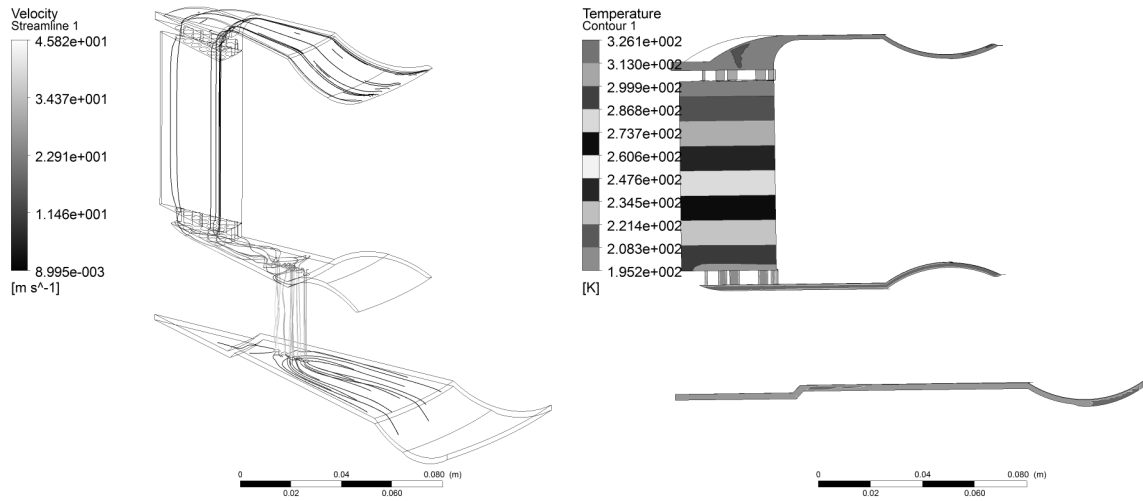 Velocity
Streamline 1
4.582e+001
3.437e+001
2.291e+001
1.146e+001
8.995e-003
[m s^-1]
0 0.04 0.080 (m)
0.02 0.060
Temperature
Contour 1
3.261e+002
3.130e+002
2.999e+002
2.868e+002
2.737e+002
2.606e+002
2.476e+002
2.345e+002
2.214e+002
2.083e+002
1.952e+002
[K]
0 0.04 0.080 (m)
0.02 0.060